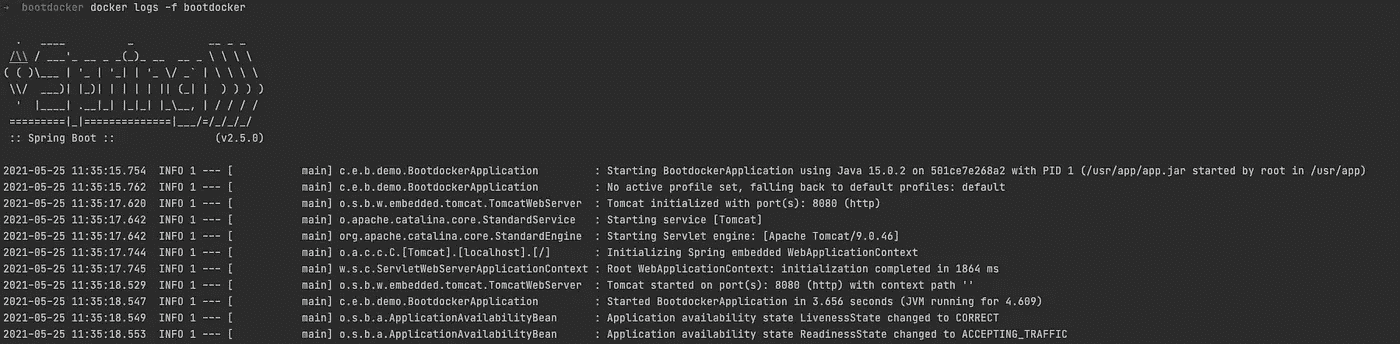 →  bootdocker docker logs -f bootdocker

  .   ____          _            __ _ _
 /\\ / ___'_ __ _ _(_)_ __  __ _ \ \ \ \
( ( )\___ | '_ | '_| | '_ \/ _` | \ \ \ \
 \\/  ___)| |_)| | | | | || (_| |  ) ) ) )
  '  |____| .__|_| |_|_| |_\__, | / / / /
 =========|_|==============|___/=/_/_/_/
 :: Spring Boot ::                (v2.5.0)

2021-05-25 11:35:15.754  INFO 1 --- [           main] c.e.b.demo.BootdockerApplication         : Starting BootdockerApplication using Java 15.0.2 on 501ce7e268a2 with PID 1 (/usr/app/app.jar started by root in /usr/app)
2021-05-25 11:35:15.762  INFO 1 --- [           main] c.e.b.demo.BootdockerApplication         : No active profile set, falling back to default profiles: default
2021-05-25 11:35:17.620  INFO 1 --- [           main] o.s.b.w.embedded.tomcat.TomcatWebServer  : Tomcat initialized with port(s): 8080 (http)
2021-05-25 11:35:17.642  INFO 1 --- [           main] o.apache.catalina.core.StandardService   : Starting service [Tomcat]
2021-05-25 11:35:17.642  INFO 1 --- [           main] org.apache.catalina.core.StandardEngine  : Starting Servlet engine: [Apache Tomcat/9.0.46]
2021-05-25 11:35:17.744  INFO 1 --- [           main] o.a.c.c.C.[Tomcat].[localhost].[/]       : Initializing Spring embedded WebApplicationContext
2021-05-25 11:35:17.745  INFO 1 --- [           main] w.s.c.ServletWebServerApplicationContext : Root WebApplicationContext: initialization completed in 1864 ms
2021-05-25 11:35:18.529  INFO 1 --- [           main] o.s.b.w.embedded.tomcat.TomcatWebServer  : Tomcat started on port(s): 8080 (http) with context path ''
2021-05-25 11:35:18.547  INFO 1 --- [           main] c.e.b.demo.BootdockerApplication         : Started BootdockerApplication in 3.656 seconds (JVM running for 4.609)
2021-05-25 11:35:18.549  INFO 1 --- [           main] o.s.b.a.ApplicationAvailabilityBean      : Application availability state LivenessState changed to CORRECT
2021-05-25 11:35:18.553  INFO 1 --- [           main] o.s.b.a.ApplicationAvailabilityBean      : Application availability state ReadinessState changed to ACCEPTING_TRAFFIC